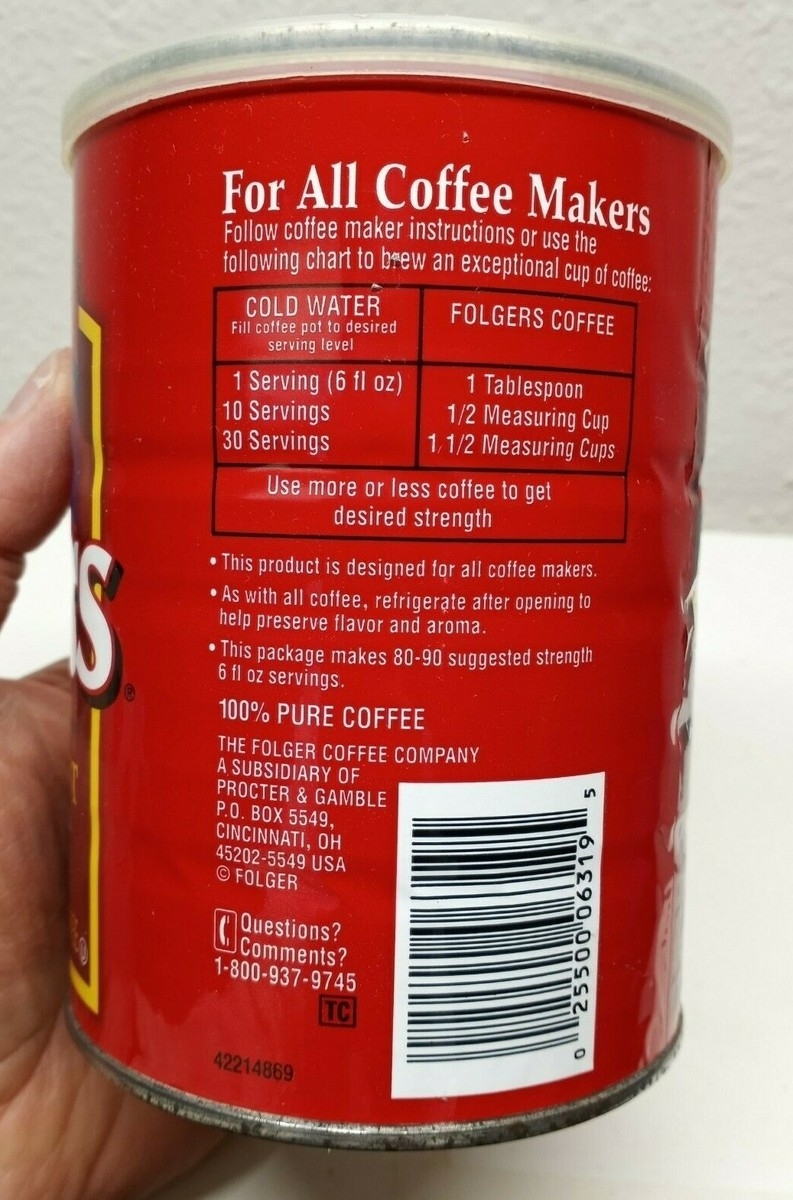 For All Coffee Makers
Follow coffee maker instructions or use the
following chart to brew an exceptional cup of coffee:
COLD WATER
Fill coffee pot to desired
serving level
FOLGERS COFFEE
1 Serving (6 fl oz) 1 Tablespoon
10 Servings 1/2 Measuring Cup
30 Servings 1 1/2 Measuring Cups
Use more or less coffee to get
desired strength
• This product is designed for all coffee makers.
• As with all coffee, refrigerate after opening to
help preserve flavor and aroma.
• This package makes 80-90 suggested strength
6 fl oz servings.
100% PURE COFFEE
THE FOLGER COFFEE COMPANY
A SUBSIDIARY OF
PROCTER & GAMBLE
P.O. BOX 5549,
CINCINNATI, OH
45202-5549 USA
© FOLGER
Questions?
Comments?
1-800-937-9745
TC
42214869
0 25500 06319 5
S®
T